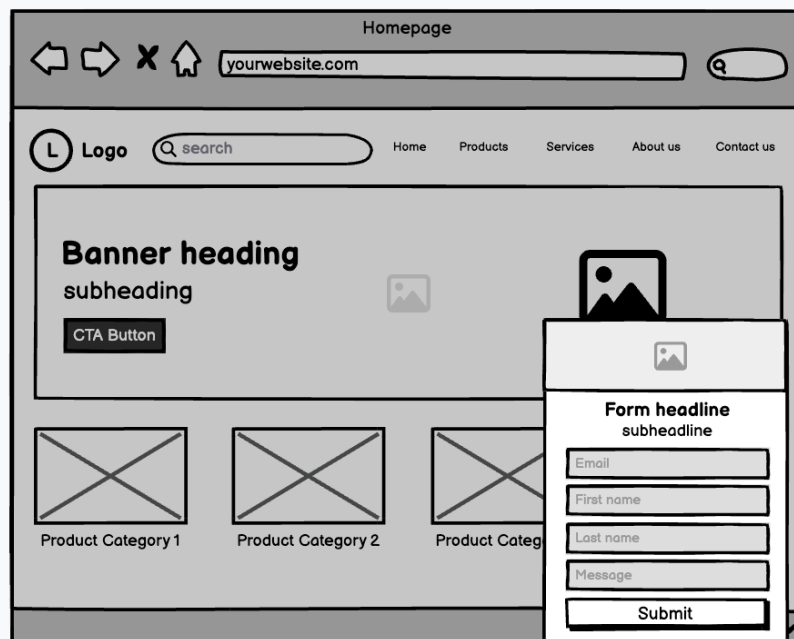 Homepage
yourwebsite.com
L Logo
search
Home Products Services About us Contact us
Banner heading
subheading
CTA Button
Product Category 1
Product Category 2
Product
Form headline
subheadline
Email
First name
Last name
Message
Submit